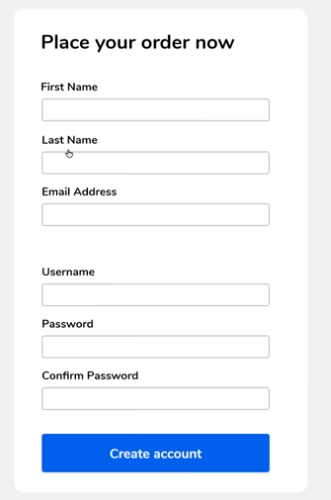 Place your order now
First Name
Last Name
Email Address
Username
Password
Confirm Password
Create account